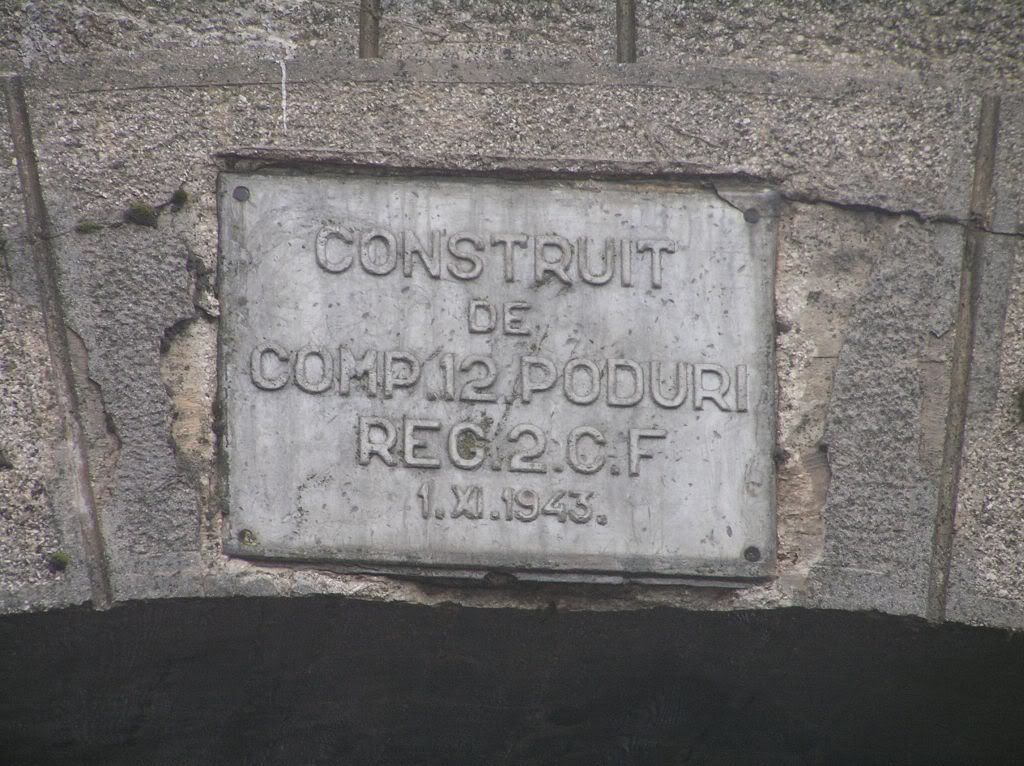 CONSTRUIT
DE
COMP.12.PODURI
REG.2.C.F
1.XI.1943.